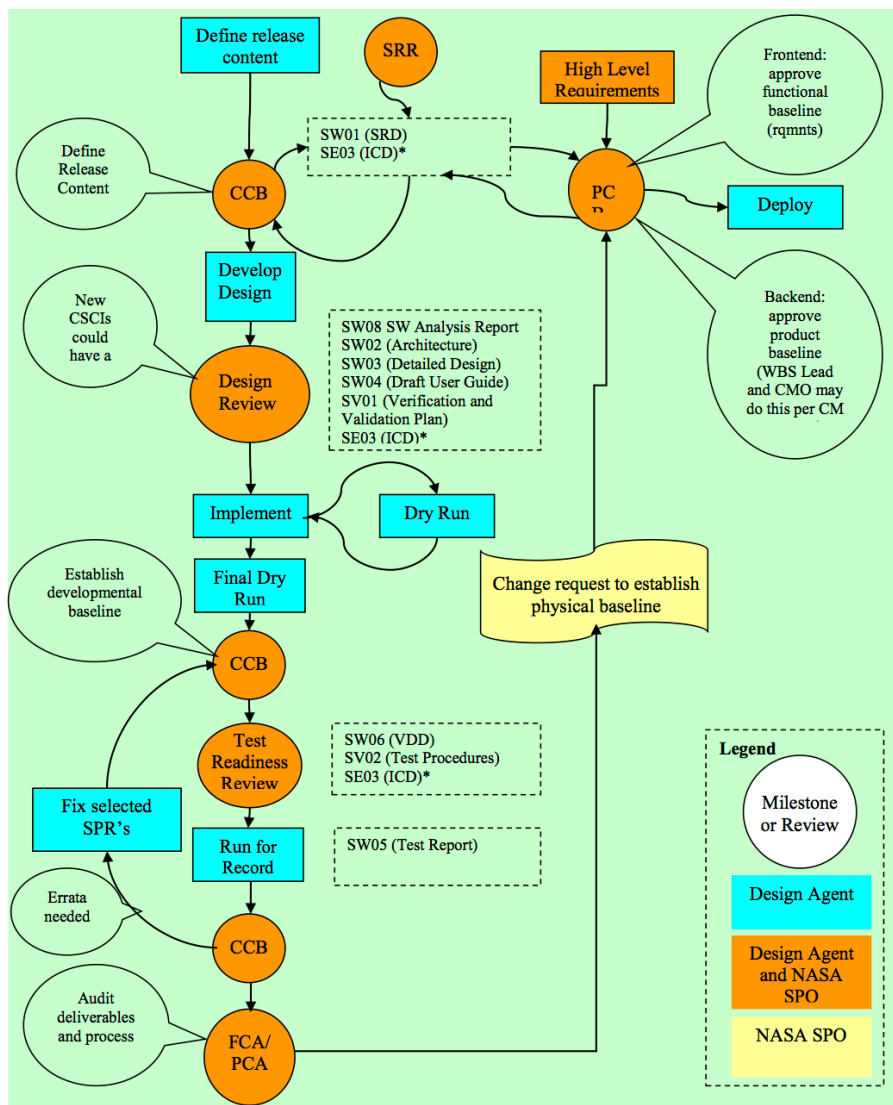 Define release
content
SRR
High Level
Requirements
Frontend:
approve
functional
baseline
(rqmnts)
SW01 (SRD)
SE03 (ICD)*
Define
Release
Content
CCB
PC
Deploy
Develop
Design
New
CSCIs
could
have a
SW08 SW Analysis Report
SW02 (Architecture)
SW03 (Detailed Design)
SW04 (Draft User Guide)
SV01 (Verification and
Validation Plan)
SE03 (ICD)*
Backend:
approve
product
baseline
(WBS Lead
and CMO may
do this per CM
Design
Review
Implement
Dry Run
Final Dry
Run
Change request to establish
physical baseline
Establish
developmental
baseline
CCB
Test
Readiness
Review
SW06 (VDD)
SV02 (Test Procedures)
SE03 (ICD)*
Fix selected
SPR's
Run for
Record
SW05 (Test Report)
Errata
needed
CCB
Audit
deliverables
and process
FCA/
PCA
Legend
Milestone
or Review
Design Agent
Design Agent
and NASA
SPO
NASA SPO